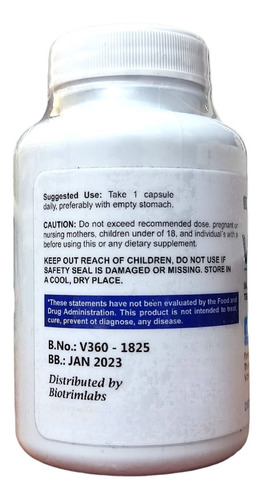 Suggested Use: Take 1 capsule
daily, preferably with empty stomach.
CAUTION: Do not exceed recommended dose. pregnant or
nursing mothers, children under of 18, and individual's with a
before using this or any dietary supplement.
KEEP OUT REACH OF CHILDREN, DO NOT USE IF
SAFETY SEAL IS DAMAGED OR MISSING. STORE IN
A COOL, DRY PLACE.
*These statements have not been evaluated by the Food and
Drug Administration. This product is not intended to treat,
cure, prevent ot diagnose, any disease.
B.No.: V360 - 1825
BB.: JAN 2023
Distributed by
Biotrimlabs